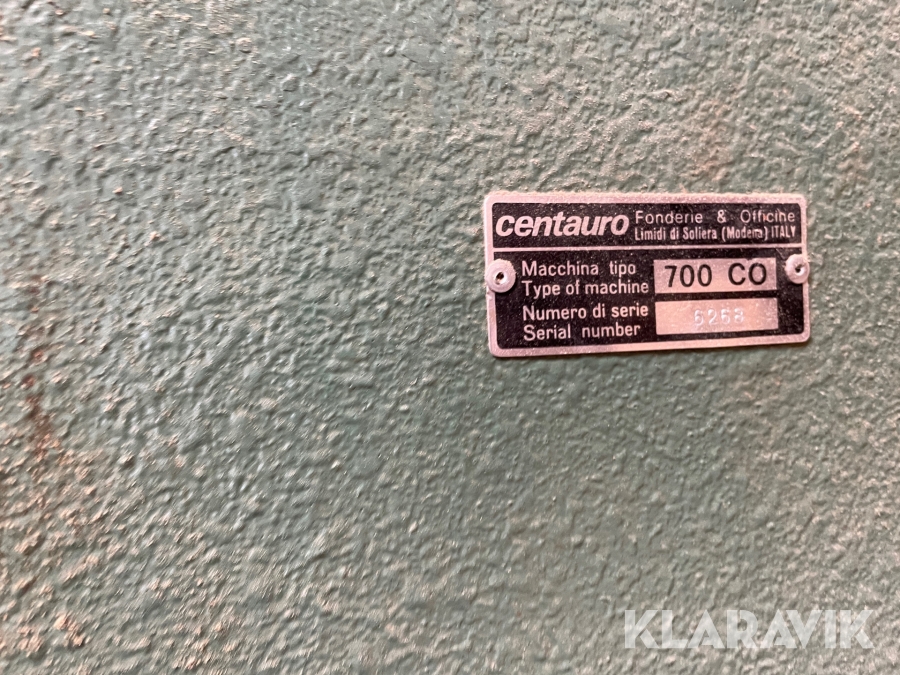 centauro
Fonderie & Officine
Limidi di Soliera (Modena) ITALY
Macchina tipo
Type of machine
700 CO
Numero di serie
Serial number
6268
KLARAVIK